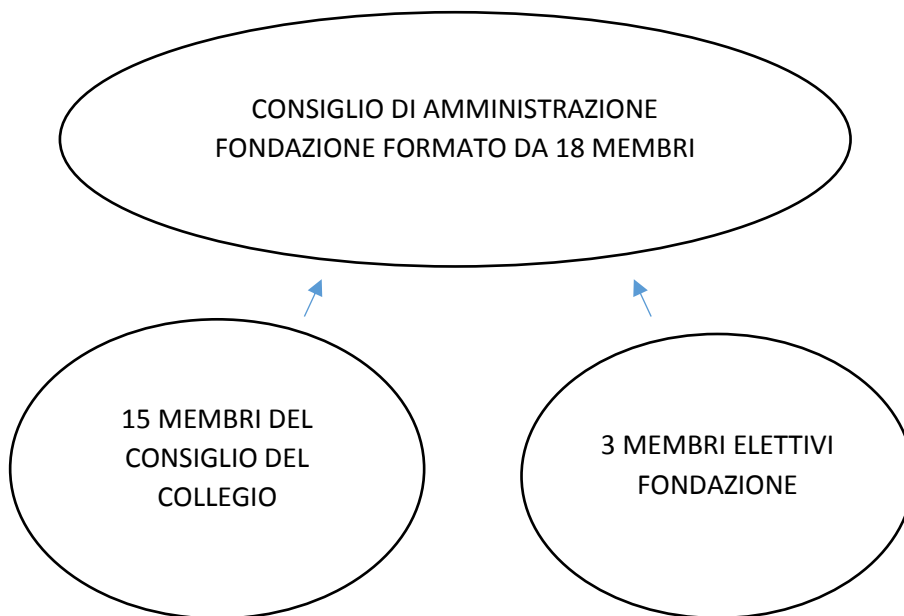 CONSIGLIO DI AMMINISTRAZIONE
FONDAZIONE FORMATO DA 18 MEMBRI
15 MEMBRI DEL
CONSIGLIO DEL
COLLEGIO
3 MEMBRI ELETTIVI
FONDAZIONE